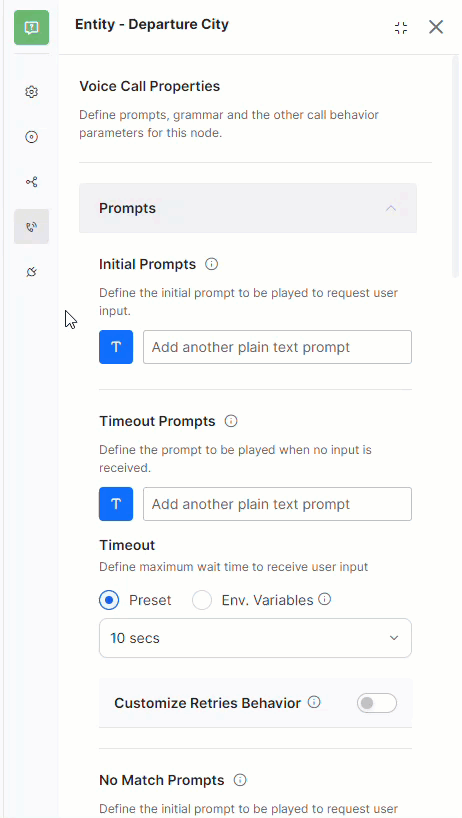 Entity - Departure City
Voice Call Properties
Define prompts, grammar and the other call behavior
parameters for this node.
Prompts
Initial Prompts
Define the initial prompt to be played to request user
input.
T Add another plain text prompt
Timeout Prompts
Define the prompt to be played when no input is
received.
T Add another plain text prompt
Timeout
Define maximum wait time to receive user input
Preset Env. Variables
10 secs
Customize Retries Behavior
No Match Prompts
Define the initial prompt to be played to request user